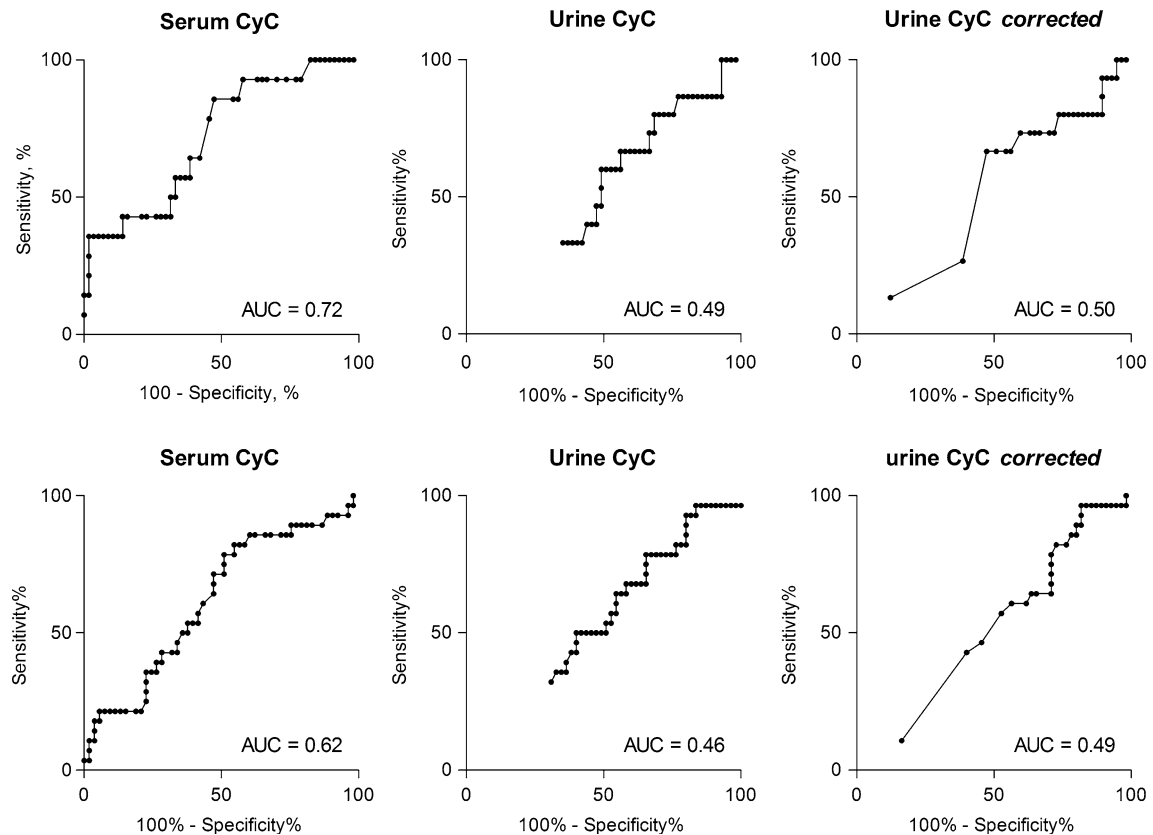 Serum CyC
100
50
0
Sensitivity, %
AUC = 0.72
0 50 100
100 - Specificity, %
Urine CyC
100
50
0
Sensitivity%
AUC = 0.49
0 50 100
100% - Specificity%
Urine CyC corrected
100
50
0
Sensitivity%
AUC = 0.50
0 50 100
100% - Specificity%
Serum CyC
100
50
0
Sensitivity%
AUC = 0.62
0 50 100
100% - Specificity%
Urine CyC
100
50
0
Sensitivity%
AUC = 0.46
0 50 100
100% - Specificity%
urine CyC corrected
100
50
0
Sensitivity%
AUC = 0.49
0 50 100
100% - Specificity%